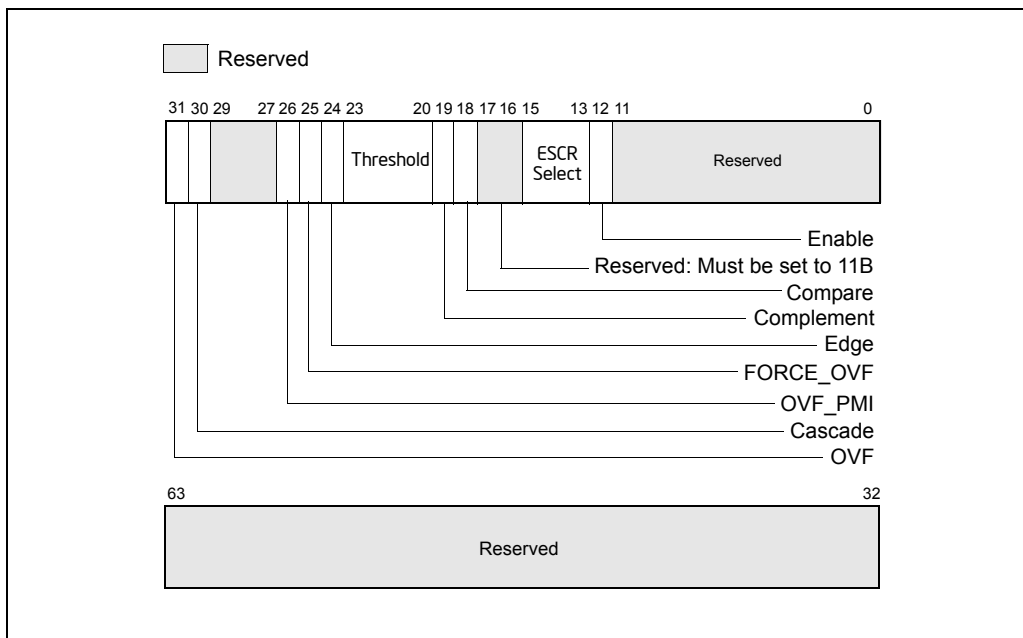 Reserved
31 30 29 27 26 25 24 23 20 19 18 17 16 15 13 12 11 0
Threshold
ESCR
Select
Reserved
Enable
Reserved: Must be set to 11B
Compare
Complement
Edge
FORCE_OVF
OVF_PMI
Cascade
OVF
63 32
Reserved